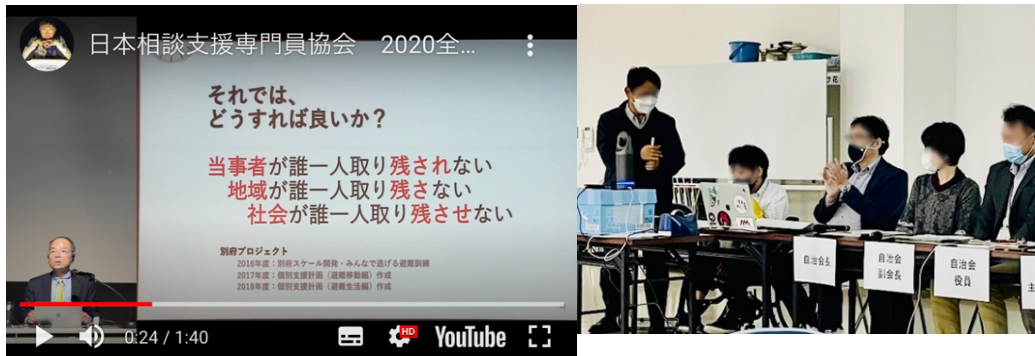 日本相談支援専門員協会 2020全…
それでは、
どうすれば良いか？
当事者が誰一人取り残されない
地域が誰一人取り残さない
社会が誰一人取り残させない
別府プロジェクト
2016年度：別府スケール開発・みんなで逃げる避難訓練
2017年度：個別支援計画（避難移動編）作成
2018年度：個別支援計画（避難生活編）作成
0:24 / 1:40
HD
YouTube
自治会長
自治会
副会長
自治会
役員
主